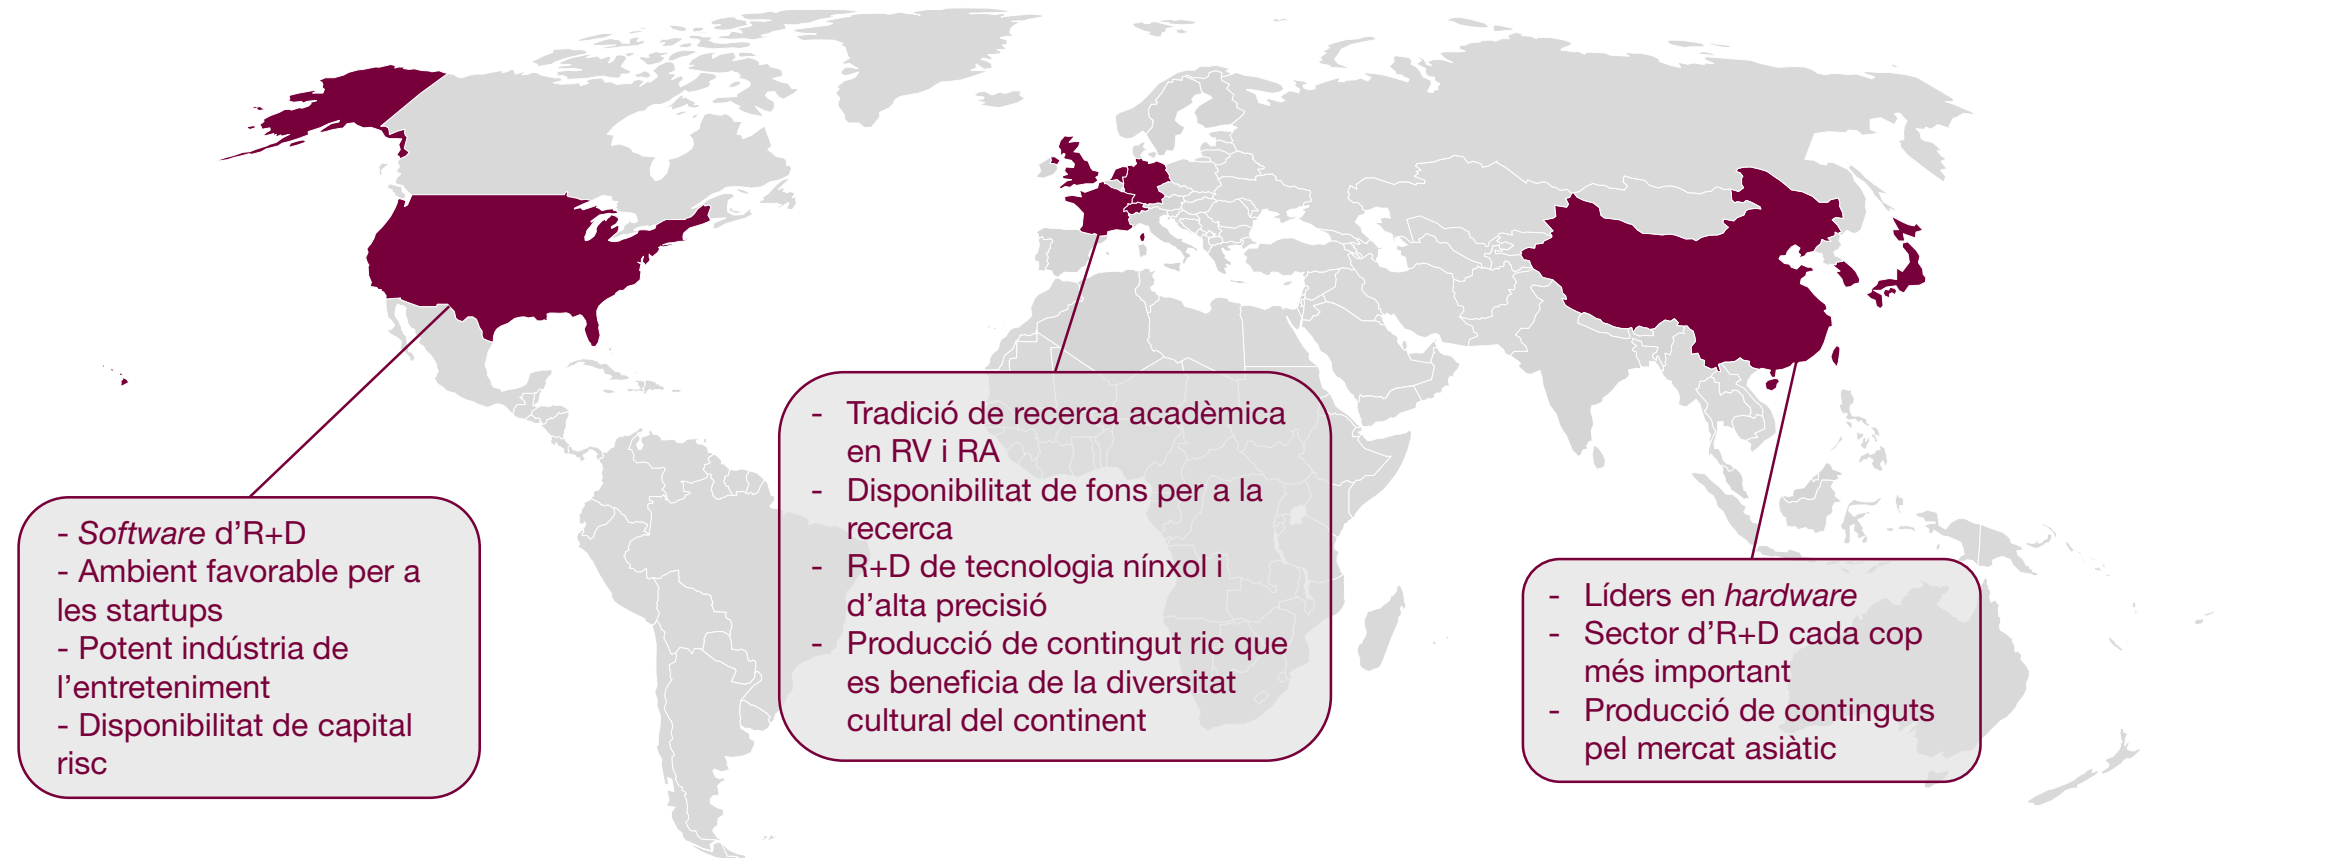 - Software d’R+D
- Ambient favorable per a
les startups
- Potent indústria de
l’entreteniment
- Disponibilitat de capital
risc
- Tradició de recerca acadèmica
en RV i RA
- Disponibilitat de fons per a la
recerca
- R+D de tecnologia nínxol i
d’alta precisió
- Producció de contingut ric que
es beneficia de la diversitat
cultural del continent
- Líders en hardware
- Sector d’R+D cada cop
més important
- Producció de continguts
pel mercat asiàtic